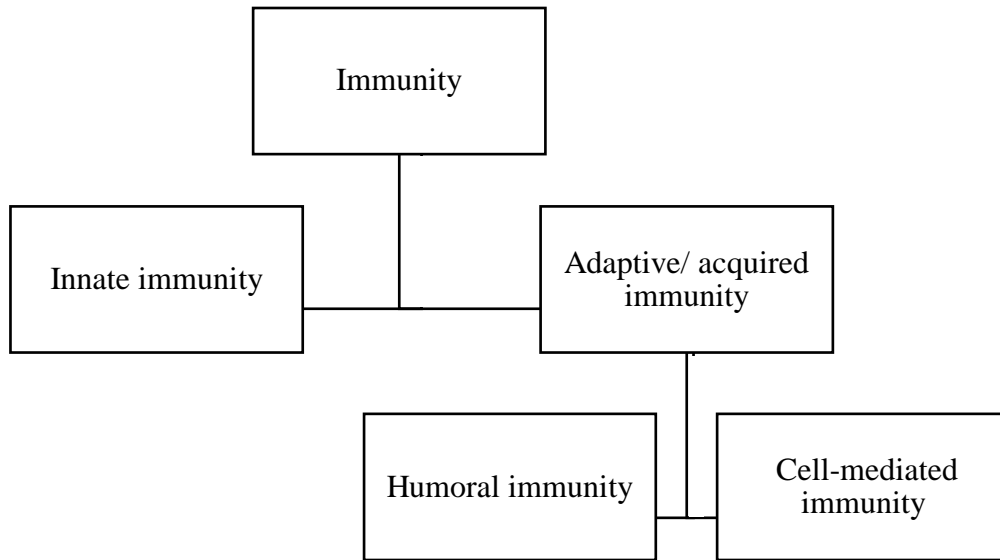 Immunity
Innate immunity
Adaptive/ acquired
immunity
Humoral immunity
Cell-mediated
immunity